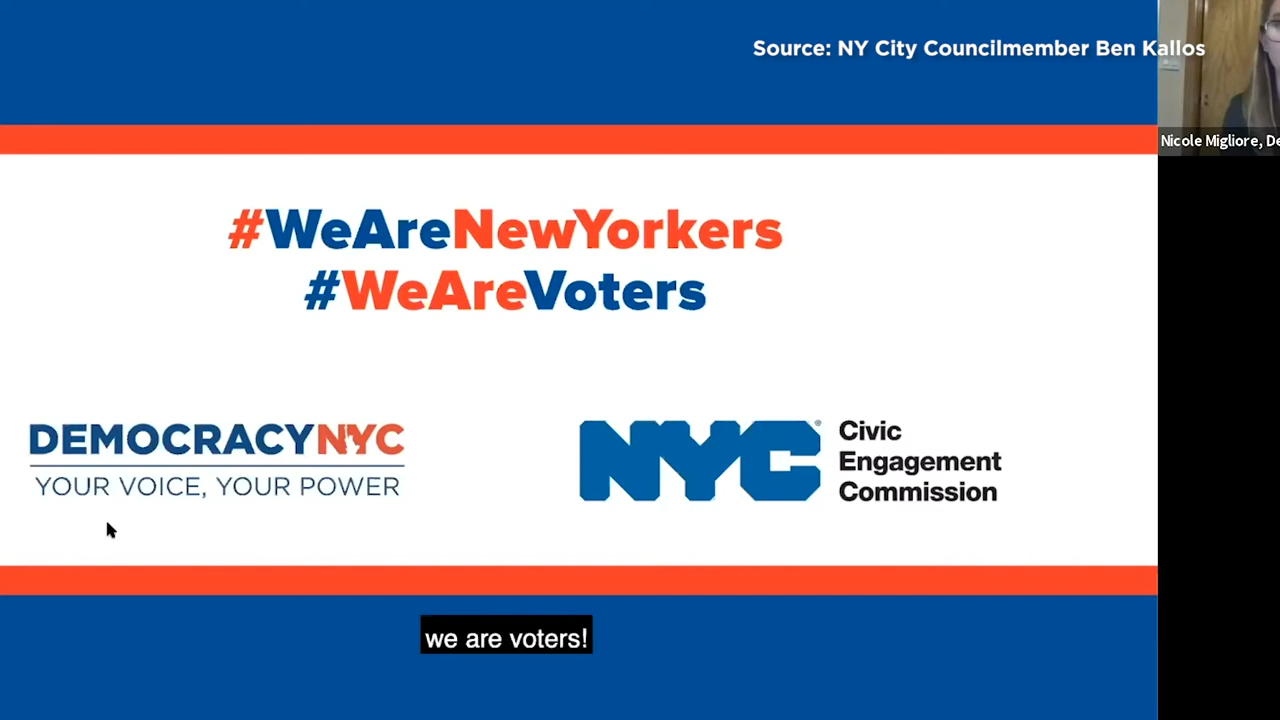 Source: NY City Councilmember Ben Kallos
Nicole Migliore, De
#WeAreNewYorkers
#WeAreVoters
DEMOCRACYNYC
YOUR VOICE, YOUR POWER
NYC®
Civic
Engagement
Commission
we are voters!